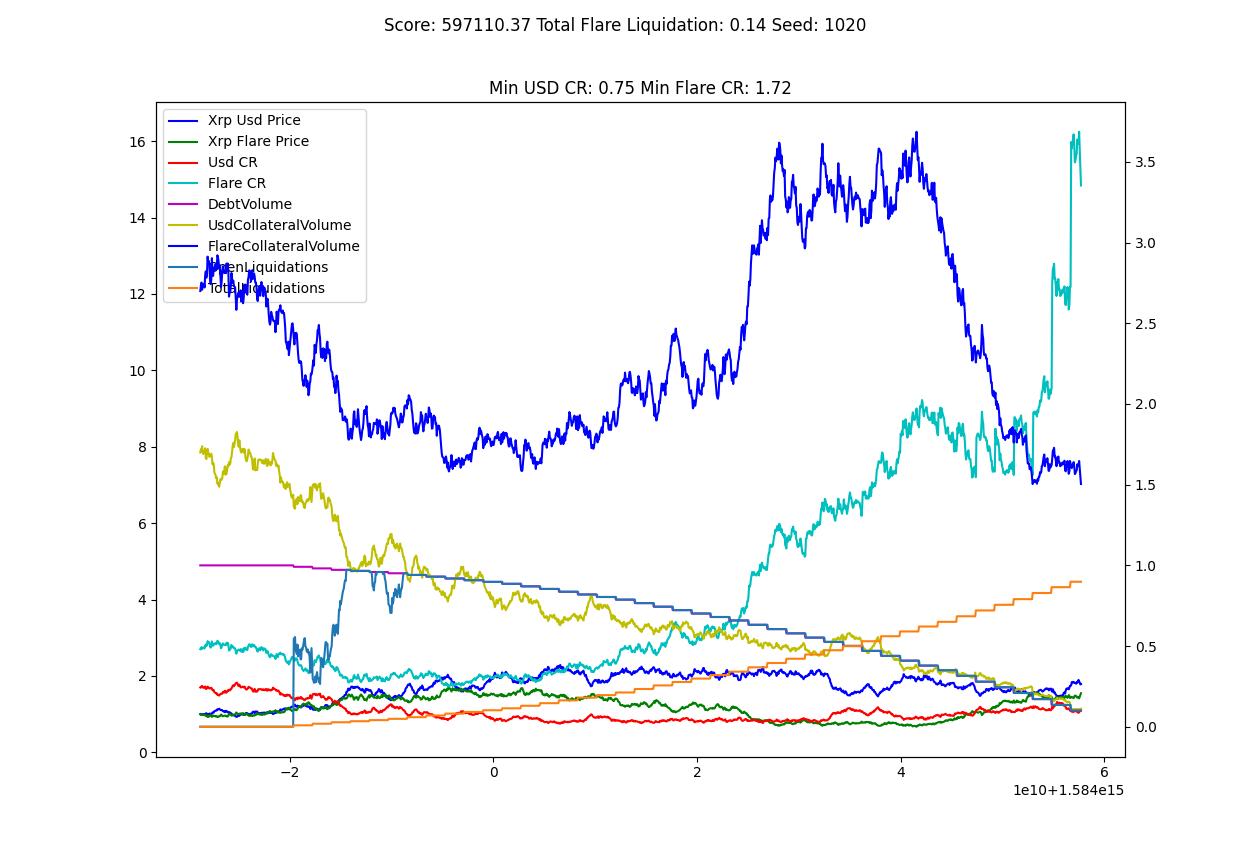 Score: 597110.37 Total Flare Liquidation: 0.14 Seed: 1020
Min USD CR: 0.75 Min Flare CR: 1.72
Xrp Usd Price
Xrp Flare Price
Usd CR
Flare CR
DebtVolume
UsdCollateralVolume
FlareCollateralVolume
OpenLiquidations
TotalLiquidations
16
14
12
10
8
6
4
2
0
3.5
3.0
2.5
2.0
1.5
1.0
0.5
0.0
−2 0 2 4 6
1e10+1.584e15